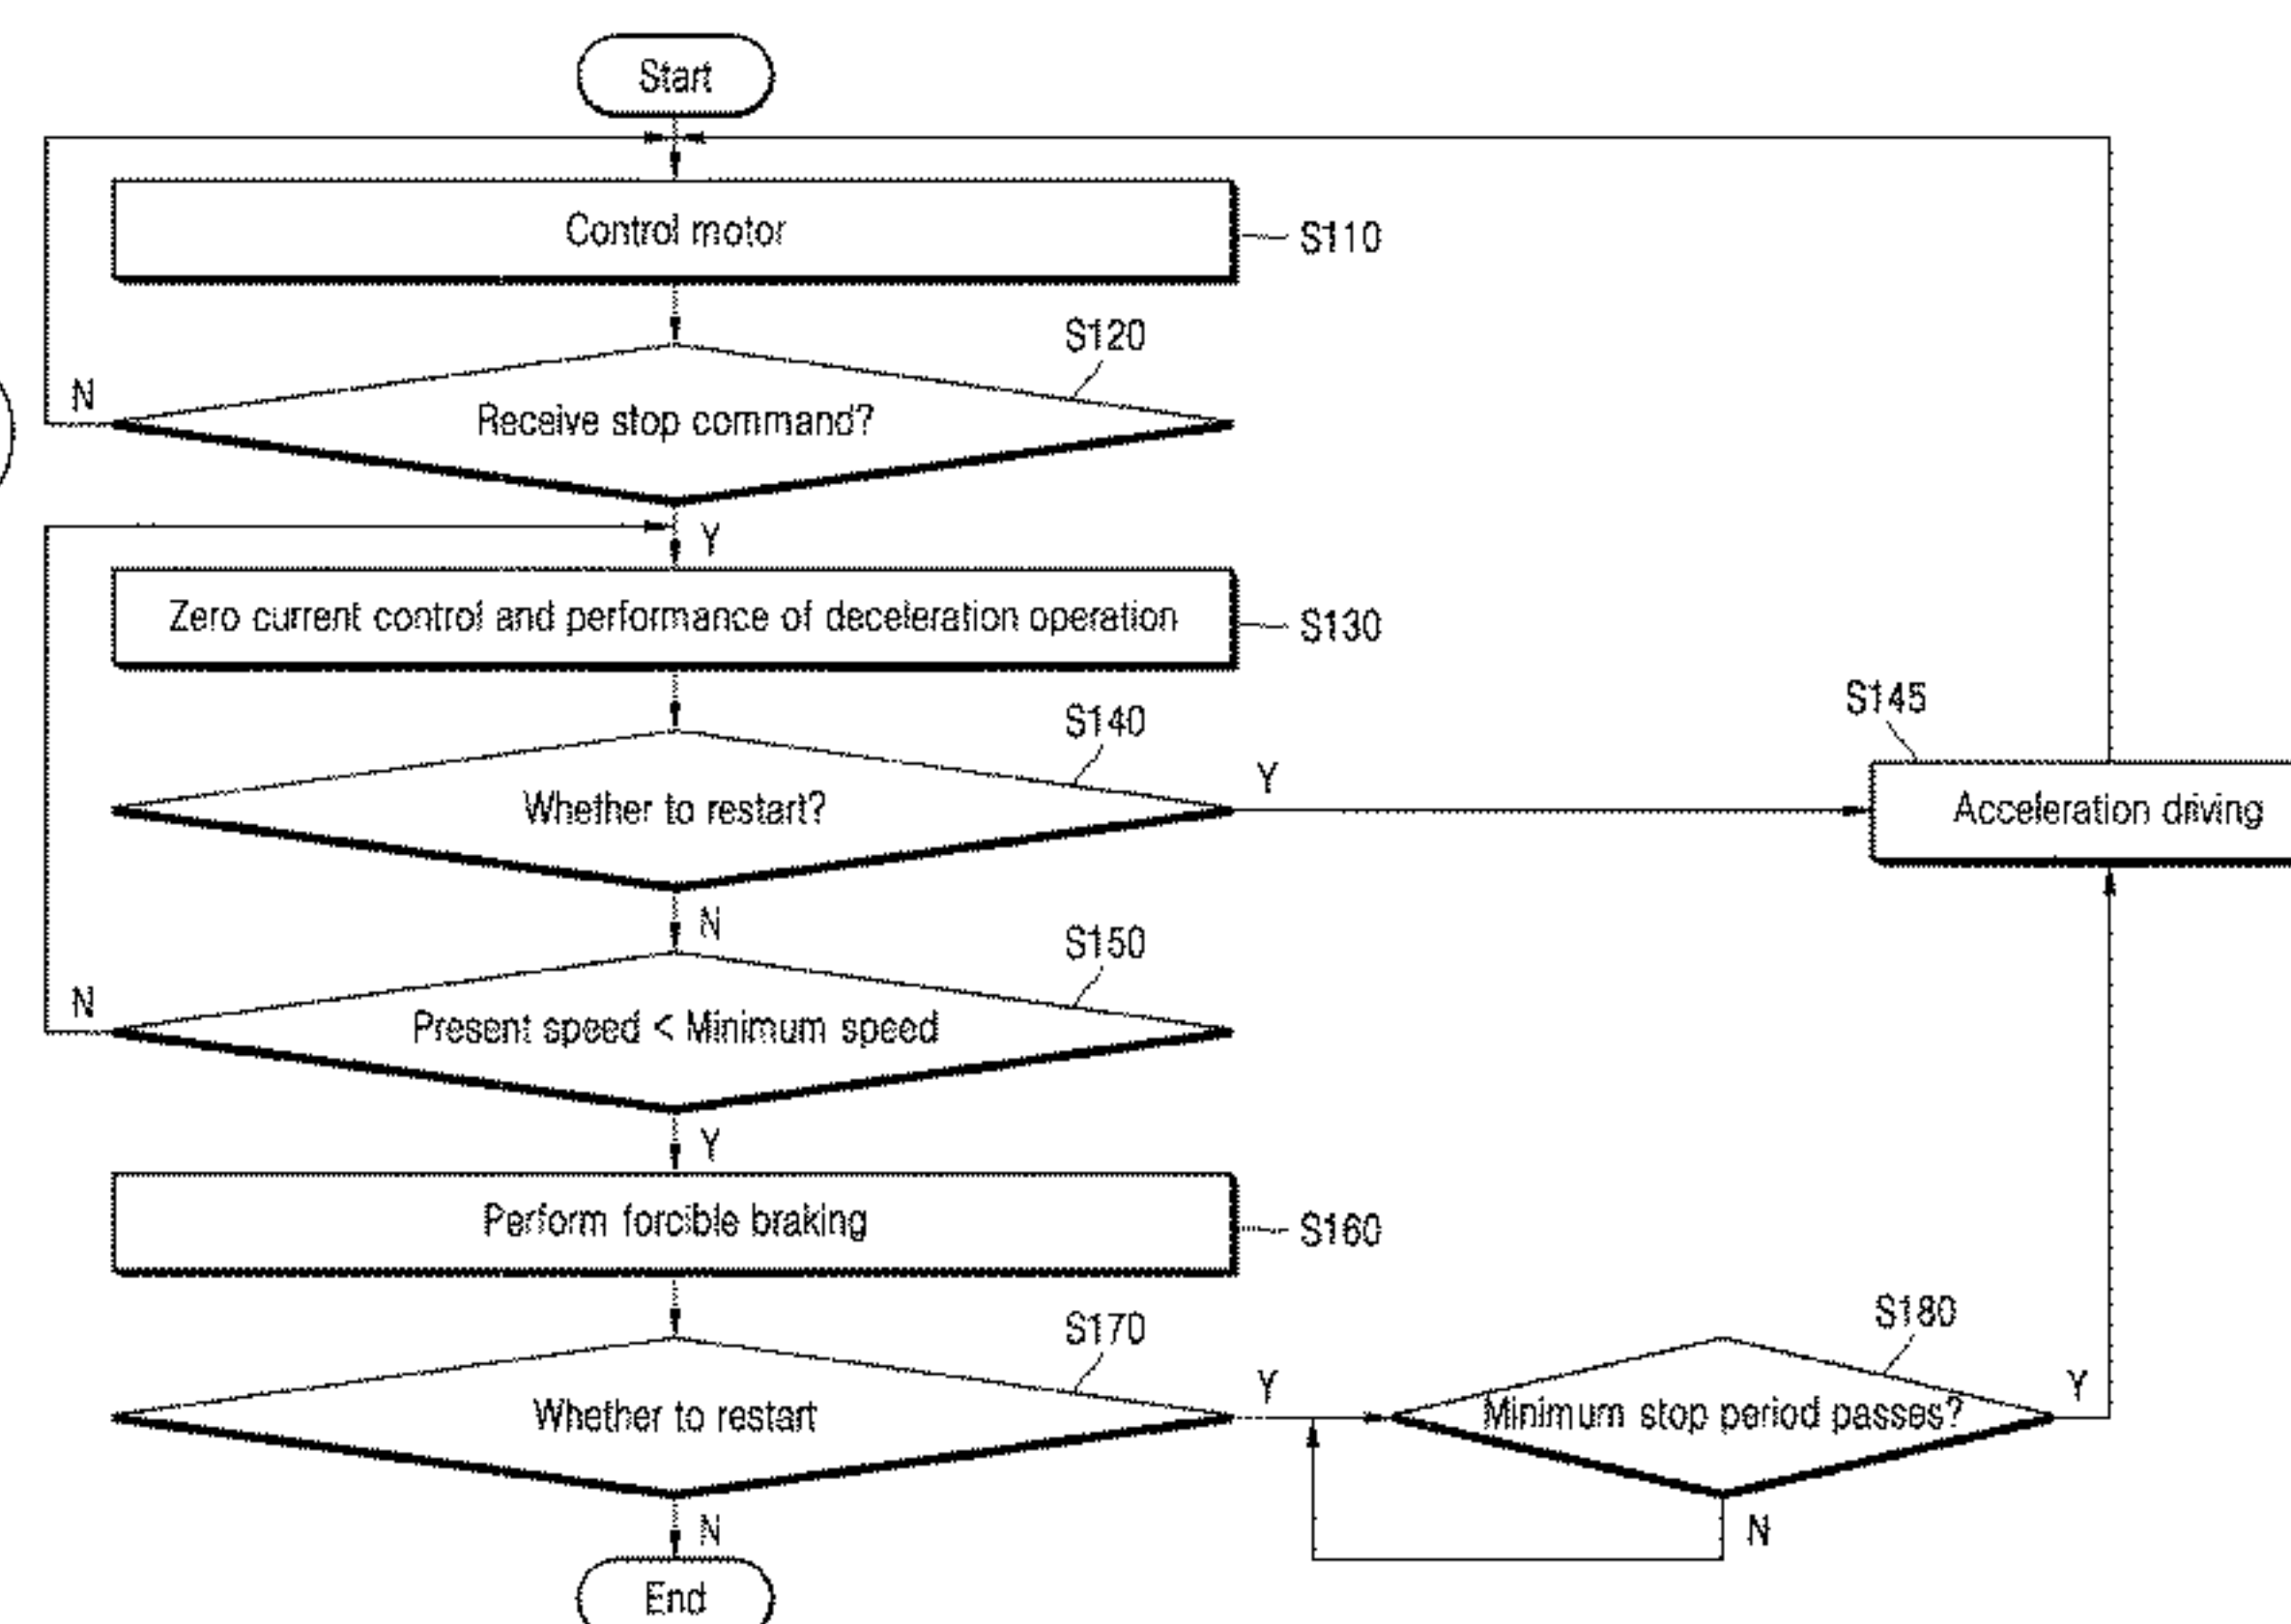 Start
Control motor
S110
S120
N
Receive stop command?
Y
Zero current control and performance of deceleration operation
S130
S140
S145
Whether to restart?
Y
Acceleration driving
N
S150
N
Present speed < Minimum speed
Y
Perform forcible braking
S160
S170
S180
Whether to restart
Y
Minimum stop period passes?
Y
N
N
End